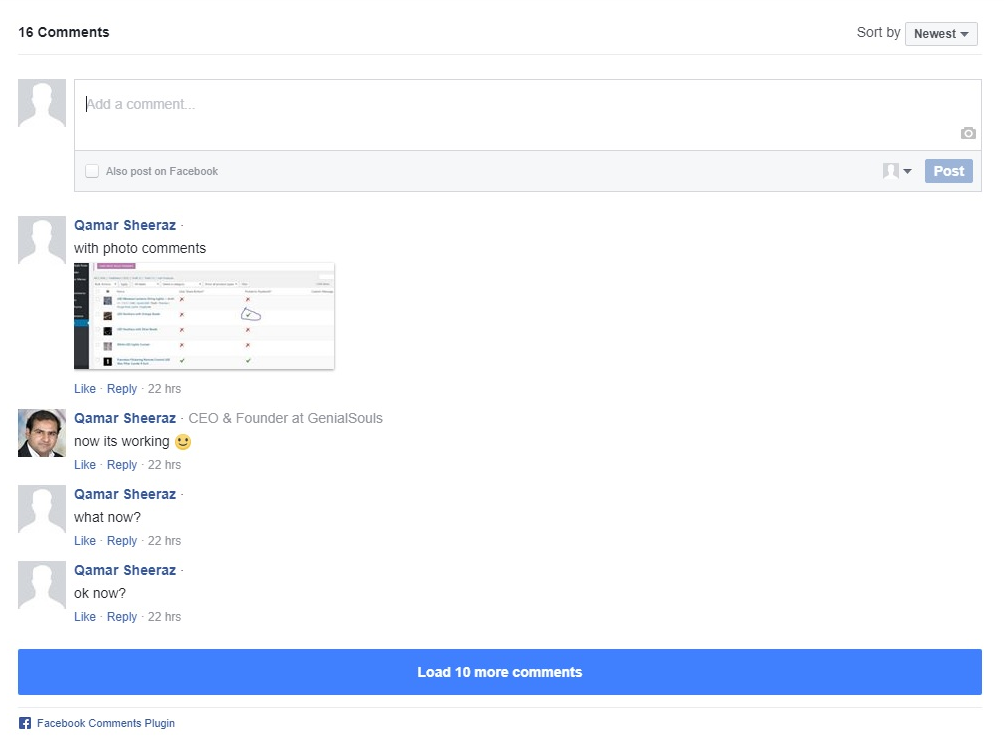 16 Comments
Sort by Newest
Add a comment...
Also post on Facebook
Post
Qamar Sheeraz ·
with photo comments
Like · Reply · 22 hrs
Qamar Sheeraz · CEO & Founder at GenialSouls
now its working
Like · Reply · 22 hrs
Qamar Sheeraz ·
what now?
Like · Reply · 22 hrs
Qamar Sheeraz ·
ok now?
Like · Reply · 22 hrs
Load 10 more comments
Facebook Comments Plugin